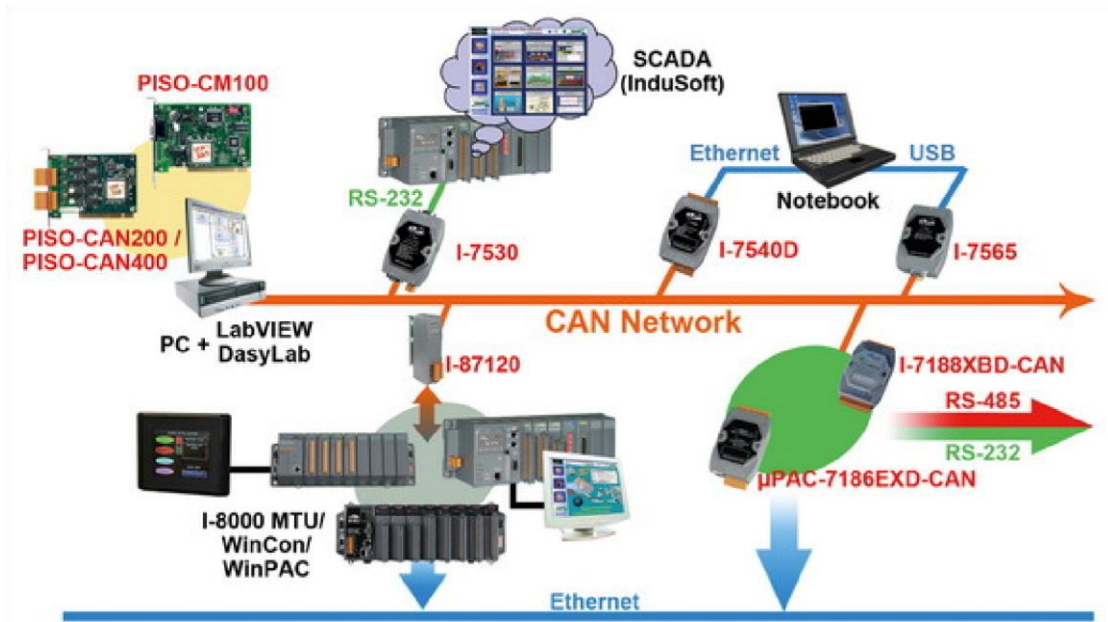 PISO-CM100
SCADA
(InduSoft)
Ethernet
USB
RS-232
Notebook
PISO-CAN200 /
PISO-CAN400
I-7530
I-7540D
I-7565
CAN Network
PC + LabVIEW
DasyLab
I-87120
I-7188XBD-CAN
RS-485
RS-232
µPAC-7186EXD-CAN
I-8000 MTU/
WinCon/
WinPAC
Ethernet